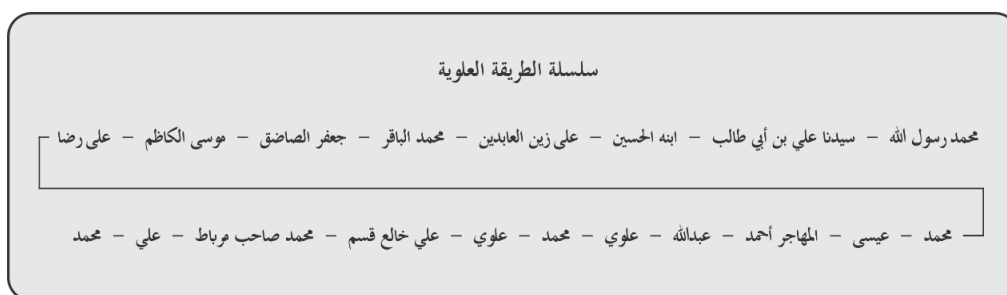 سلسلة الطريقة العلوية
محمد رسول الله – سيدنا علي بن أبي طالب – ابنه الحسين – على زين العابدين – محمد الباقر – جعفر الصاضق – موسى الكاظم – على رضا
محمد – عيسى – المهاجر أحمد – عبدالله – علوي – محمد – علوي – علي خالع قسم – محمد صاحب مرباط – علي – محمد